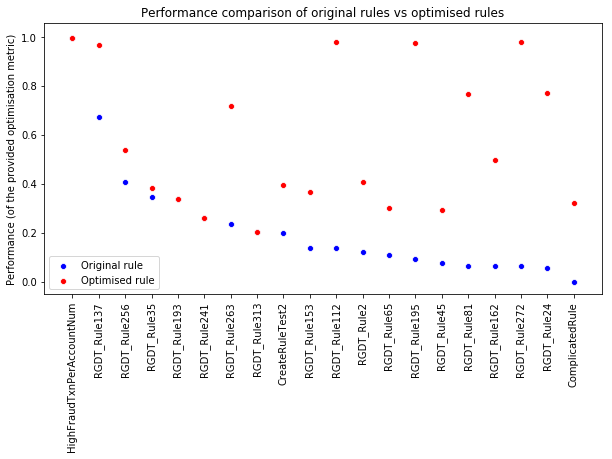 Performance comparison of original rules vs optimised rules
Performance (of the provided optimisation metric)
1.0
0.8
0.6
0.4
0.2
0.0
Original rule
Optimised rule
HighFraudTxnPerAccountNum
RGDT_Rule137
RGDT_Rule256
RGDT_Rule35
RGDT_Rule193
RGDT_Rule241
RGDT_Rule263
RGDT_Rule313
CreateRuleTest2
RGDT_Rule153
RGDT_Rule112
RGDT_Rule2
RGDT_Rule65
RGDT_Rule195
RGDT_Rule45
RGDT_Rule81
RGDT_Rule162
RGDT_Rule272
RGDT_Rule24
ComplicatedRule